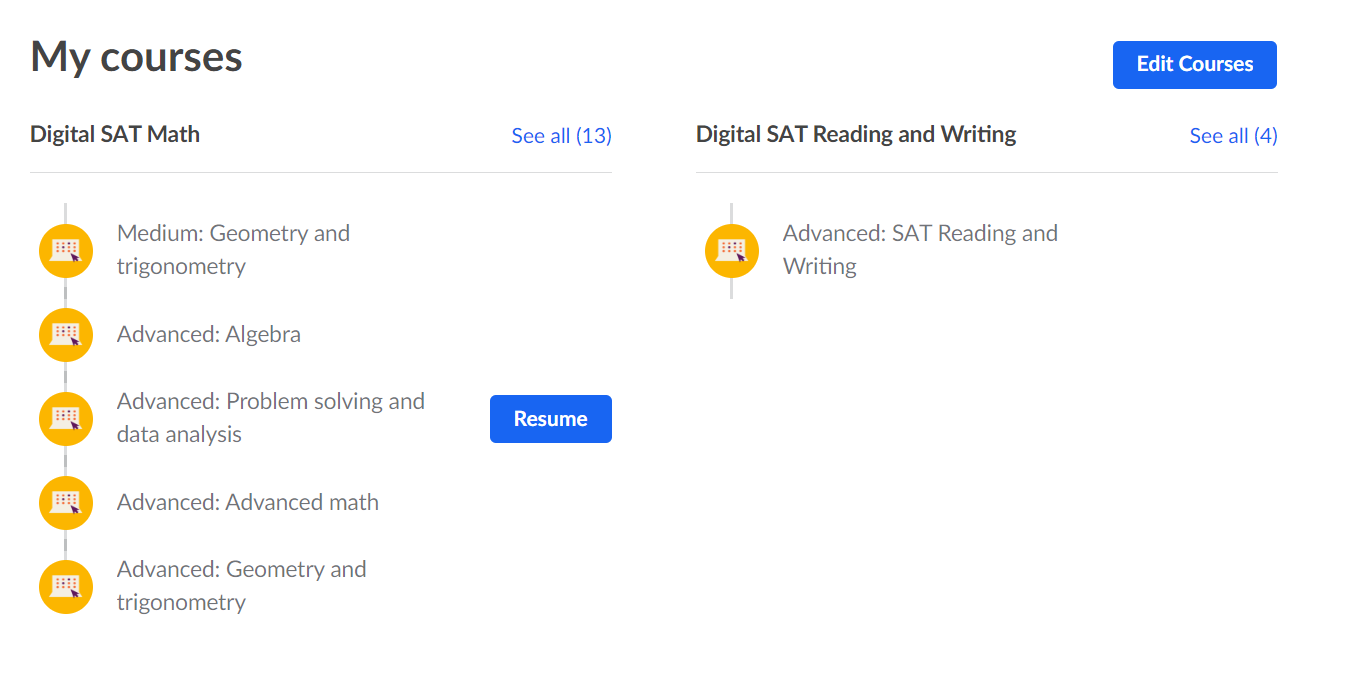 My courses
Edit Courses
Digital SAT Math
See all (13)
Medium: Geometry and
trigonometry
Advanced: Algebra
Advanced: Problem solving and
data analysis
Resume
Advanced: Advanced math
Advanced: Geometry and
trigonometry
Digital SAT Reading and Writing
See all (4)
Advanced: SAT Reading and
Writing